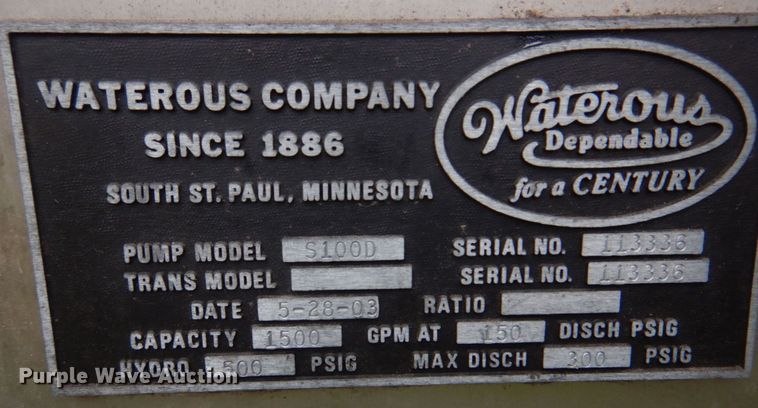 WATEROUS COMPANY
SINCE 1886
SOUTH ST. PAUL, MINNESOTA
Waterous
Dependable
for a CENTURY
PUMP MODEL S100D SERIAL NO. 113336
TRANS MODEL SERIAL NO. 113336
DATE 5-28-03 RATIO
CAPACITY 1500 GPM AT 150 DISCH PSIG
HYDRO 500 PSIG MAX DISCH 300 PSIG
Purple Wave Auction